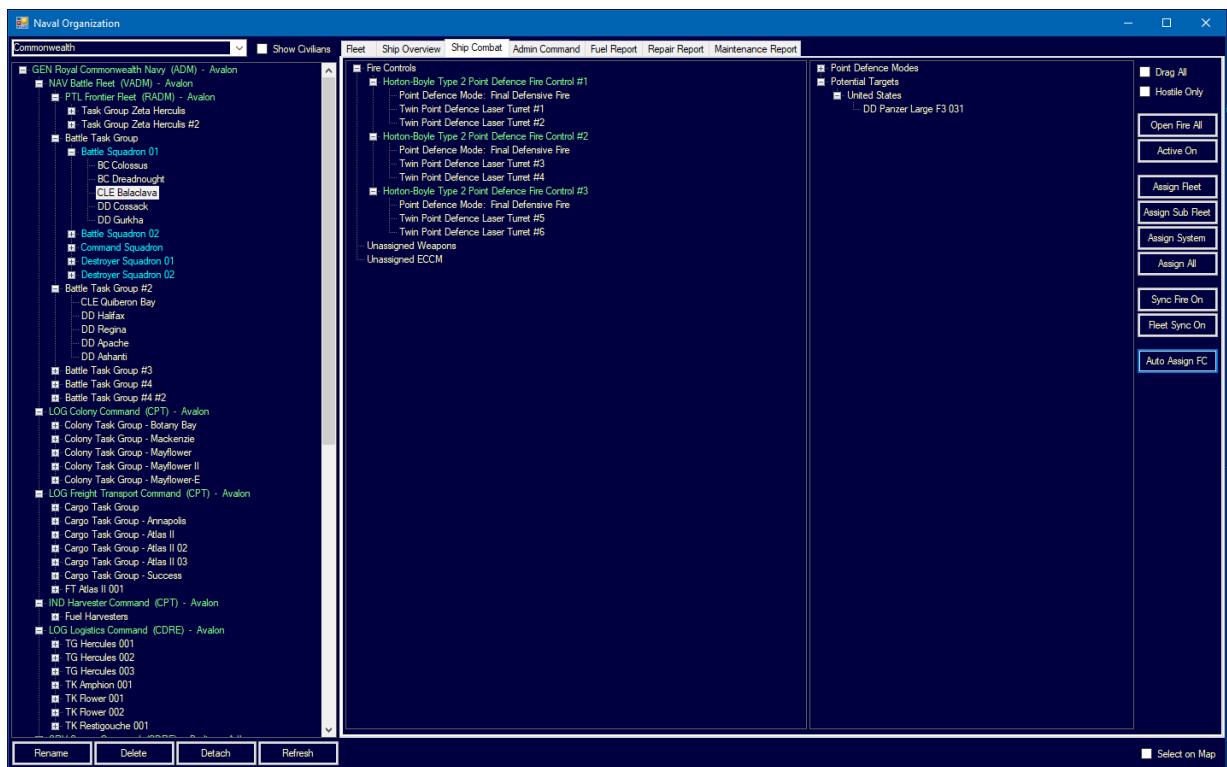 Naval Organization
Commonwealth
Show Civilians
Fleet
Ship Overview
Ship Combat
Admin Command
Fuel Report
Repair Report
Maintenance Report
GEN Royal Commonwealth Navy (ADM) - Avalon
NAV Battle Fleet (VADM) - Avalon
PTL Frontier Fleet (RADM) - Avalon
Task Group Zeta Herculis
Task Group Zeta Herculis #2
Battle Task Group
Battle Squadron 01
BC Colossus
BC Dreadnought
CLE Balaclava
DD Cossack
DD Gurkha
Battle Squadron 02
Command Squadron
Destroyer Squadron 01
Destroyer Squadron 02
Battle Task Group #2
CLE Quiberon Bay
DD Halifax
DD Regina
DD Apache
DD Ashanti
Battle Task Group #3
Battle Task Group #4
Battle Task Group #4 #2
LOG Colony Command (CPT) - Avalon
Colony Task Group - Botany Bay
Colony Task Group - Mackenzie
Colony Task Group - Mayflower
Colony Task Group - Mayflower II
Colony Task Group - Mayflower-E
LOG Freight Transport Command (CPT) - Avalon
Cargo Task Group
Cargo Task Group - Annapolis
Cargo Task Group - Atlas II
Cargo Task Group - Atlas II 02
Cargo Task Group - Atlas II 03
Cargo Task Group - Success
FT Atlas II 001
IND Harvester Command (CPT) - Avalon
Fuel Harvesters
LOG Logistics Command (CDRE) - Avalon
TG Hercules 001
TG Hercules 002
TG Hercules 003
TK Amphion 001
TK Flower 001
TK Flower 002
TK Restigouche 001
Fire Controls
Horton-Boyle Type 2 Point Defence Fire Control #1
Point Defence Mode: Final Defensive Fire
Twin Point Defence Laser Turret #1
Twin Point Defence Laser Turret #2
Horton-Boyle Type 2 Point Defence Fire Control #2
Point Defence Mode: Final Defensive Fire
Twin Point Defence Laser Turret #3
Twin Point Defence Laser Turret #4
Horton-Boyle Type 2 Point Defence Fire Control #3
Point Defence Mode: Final Defensive Fire
Twin Point Defence Laser Turret #5
Twin Point Defence Laser Turret #6
Unassigned Weapons
Unassigned ECCM
Point Defence Modes
Potential Targets
United States
DD Panzer Large F3 031
Drag All
Hostile Only
Open Fire All
Active On
Assign Fleet
Assign Sub Fleet
Assign System
Assign All
Sync Fire On
Fleet Sync On
Auto Assign FC
Rename
Delete
Detach
Refresh
Select on Map